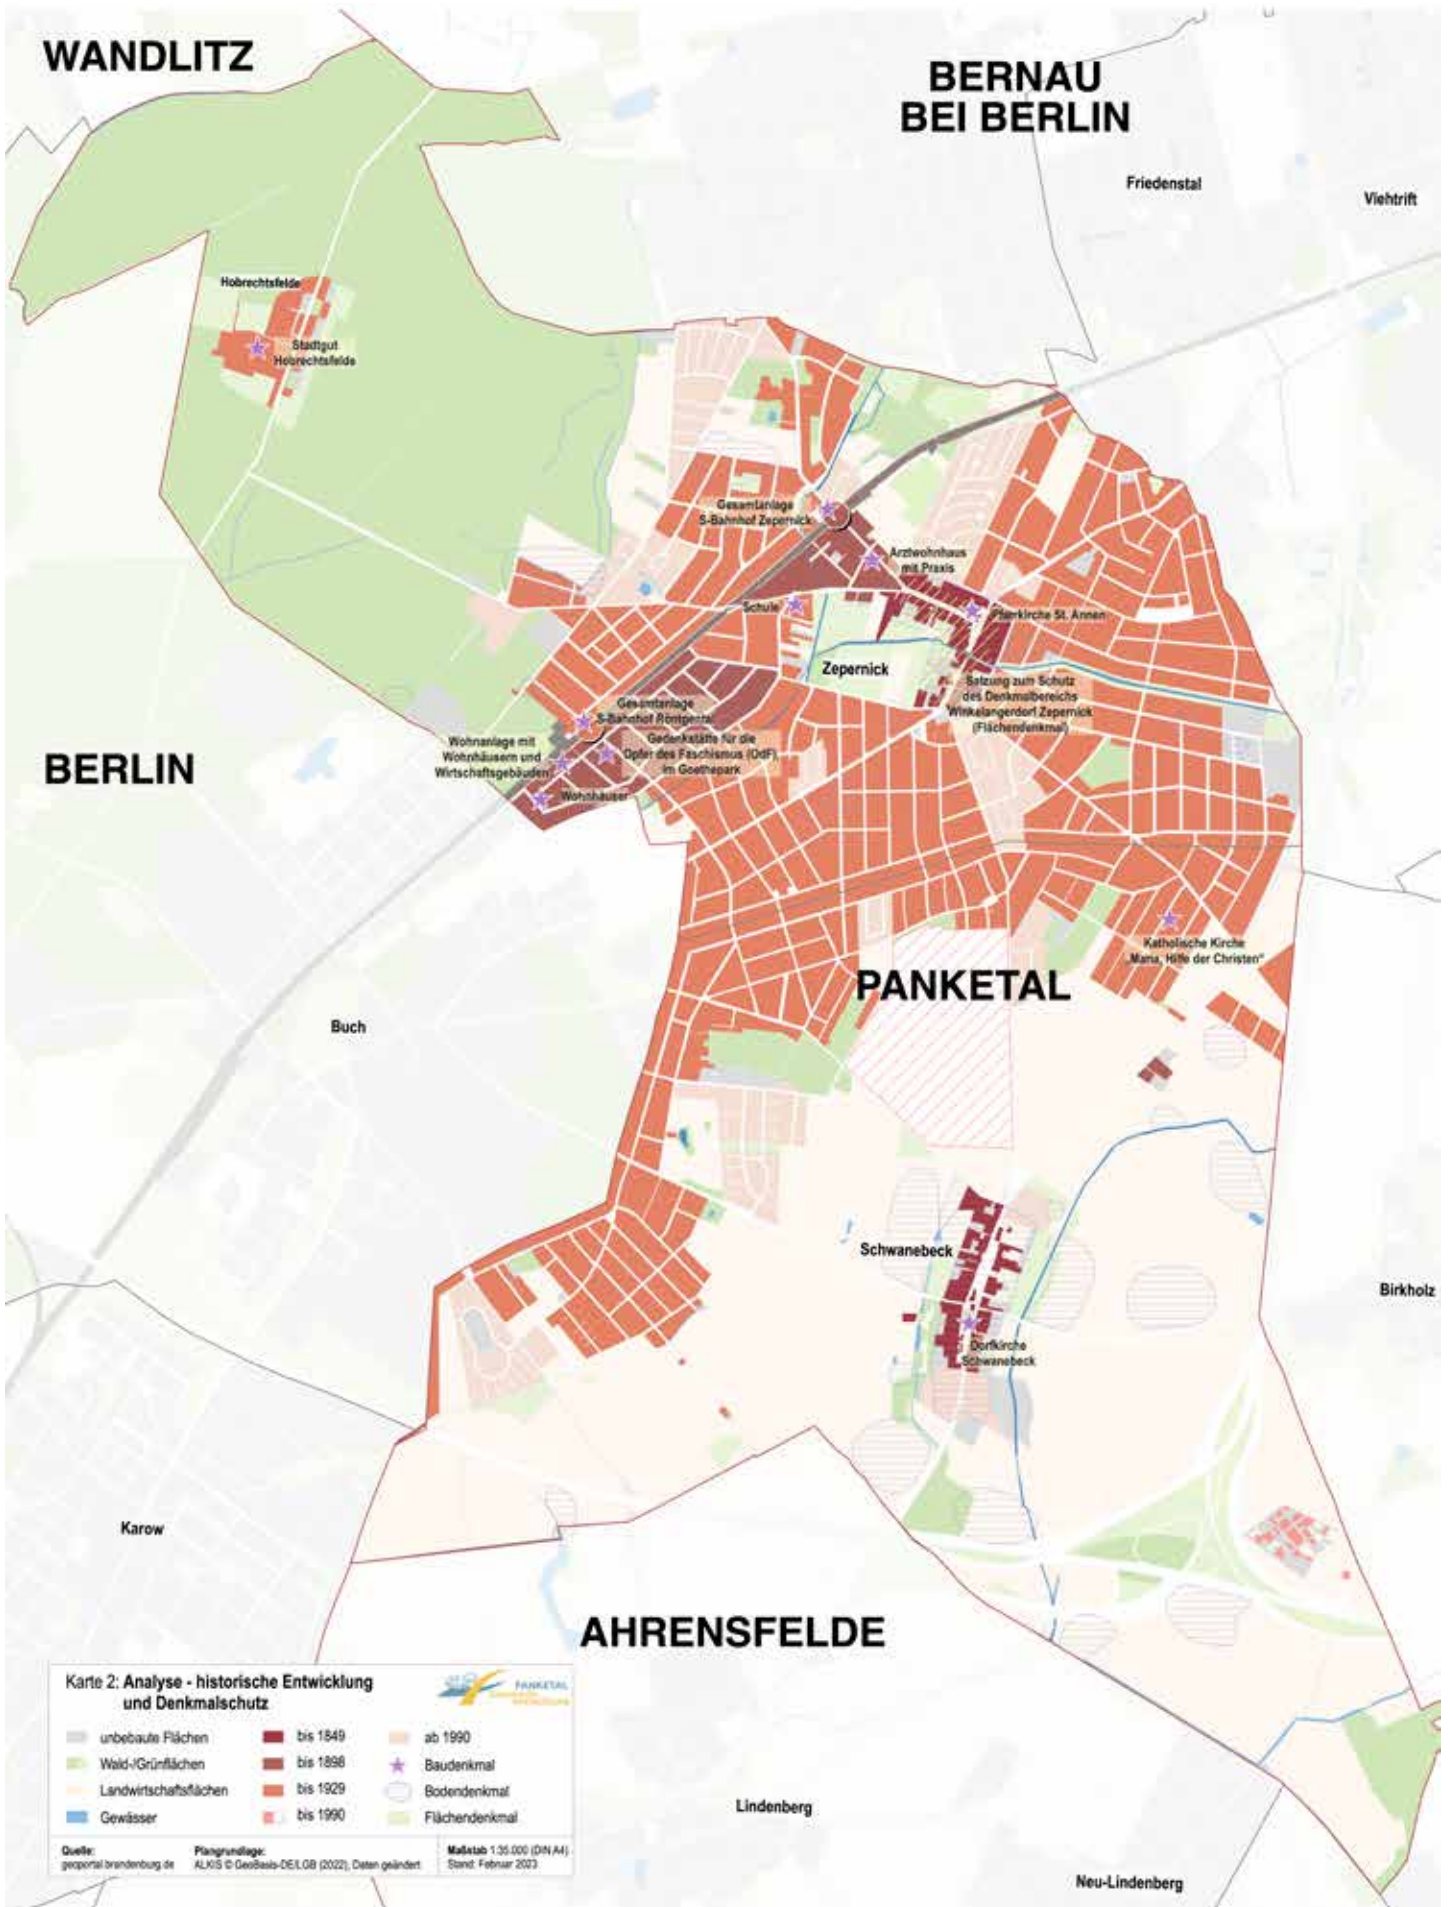 WANDLITZ
BERNAU
BEI BERLIN
Friedenstal
Viehtrift
Hobrechtsfelde
Stadtgut
Hobrechtsfelde
Gesamtanlage
S-Bahnhof Zepernick
Arztwohnhaus
mit Praxis
Schule
Pfarrkirche St. Annen
Zepernick
Satzung zum Schutz
des Denkmalbereichs
Winkelangerdorf Zepernick
(Flächendenkmal)
Gesamtanlage
S-Bahnhof Röntgental
Wohnanlage mit
Wohnhäusern und
Wirtschaftsgebäuden
Gedenkstätte für die
Opfer des Faschismus (OdF),
im Goethepark
Wohnhäuser
BERLIN
Katholische Kirche
„Maria, Hilfe der Christen"
PANKETAL
Buch
Schwanebeck
Birkholz
Dorfkirche
Schwanebeck
Karow
AHRENSFELDE
Karte 2: Analyse - historische Entwicklung
und Denkmalschutz
PANKETAL
unbebaute Flächen
Wald-/Grünflächen
Landwirtschaftsflächen
Gewässer
bis 1849
bis 1898
bis 1929
bis 1990
ab 1990
Baudenkmal
Bodendenkmal
Flächendenkmal
Quelle:
geoportal.brandenburg.de
Plangrundlage:
ALKIS © GeoBasis-DE/LGB (2022), Daten geändert
Maßstab 1:35.000 (DIN A4)
Stand: Februar 2023
Lindenberg
Neu-Lindenberg